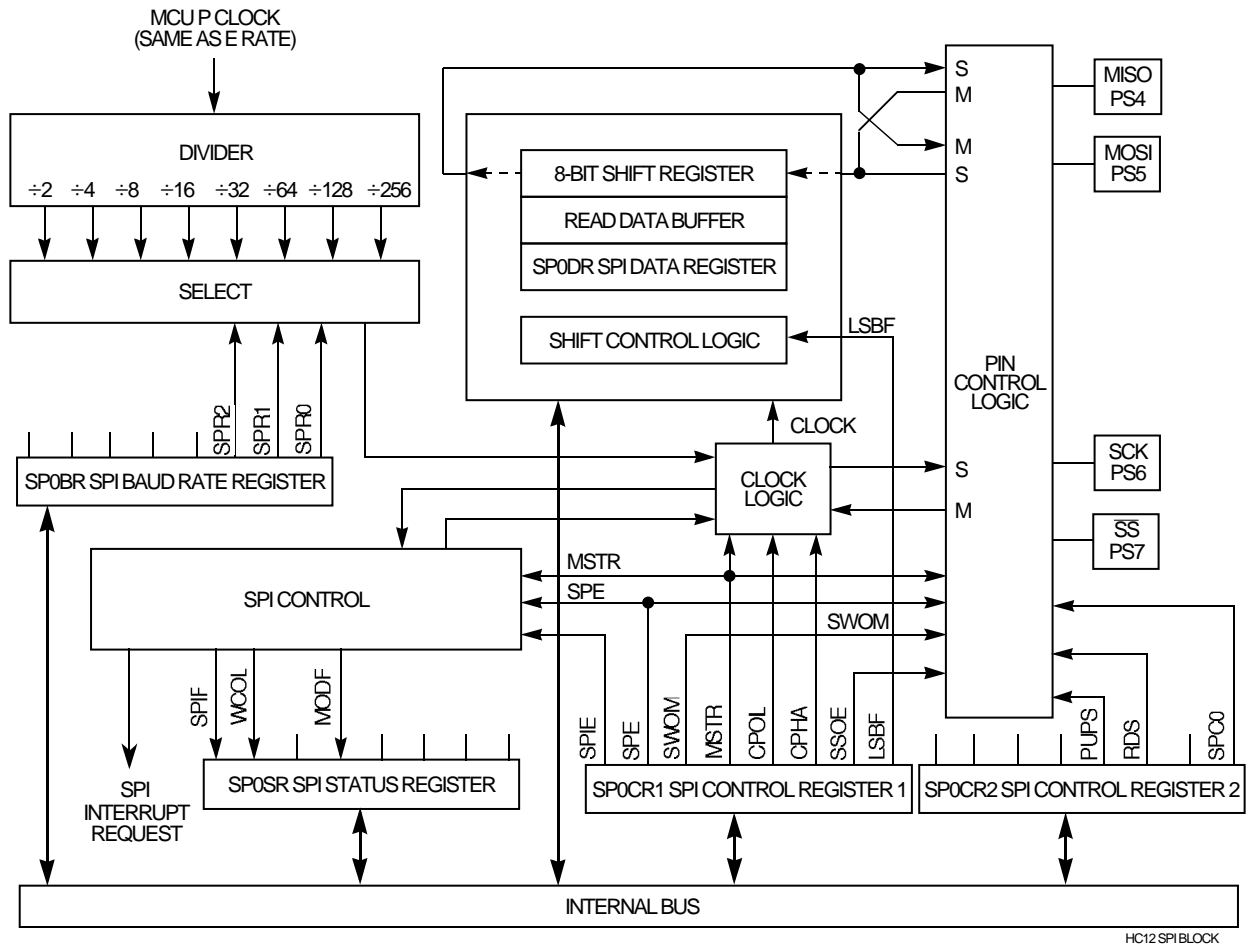 MCU P CLOCK
(SAME AS E RATE)
DIVIDER
÷2 ÷4 ÷8 ÷16 ÷32 ÷64 ÷128 ÷256
SELECT
SPR2
SPR1
SPR0
SP0BR SPI BAUD RATE REGISTER
8-BIT SHIFT REGISTER
READ DATA BUFFER
SP0DR SPI DATA REGISTER
SHIFT CONTROL LOGIC
LSBF
CLOCK
CLOCK
LOGIC
S
M
M
S
S
M
PIN
CONTROL
LOGIC
MISO
PS4
MOSI
PS5
SCK
PS6
SS
PS7
SPI CONTROL
MSTR
SPE
SWOM
SPIF
WCOL
MODF
SPI
INTERRUPT
REQUEST
SP0SR SPI STATUS REGISTER
SPIE
SPE
SWOM
MSTR
CPOL
CPHA
SSOE
LSBF
SP0CR1 SPI CONTROL REGISTER 1
PUPS
RDS
SPC0
SP0CR2 SPI CONTROL REGISTER 2
INTERNAL BUS
HC12 SPI BLOCK